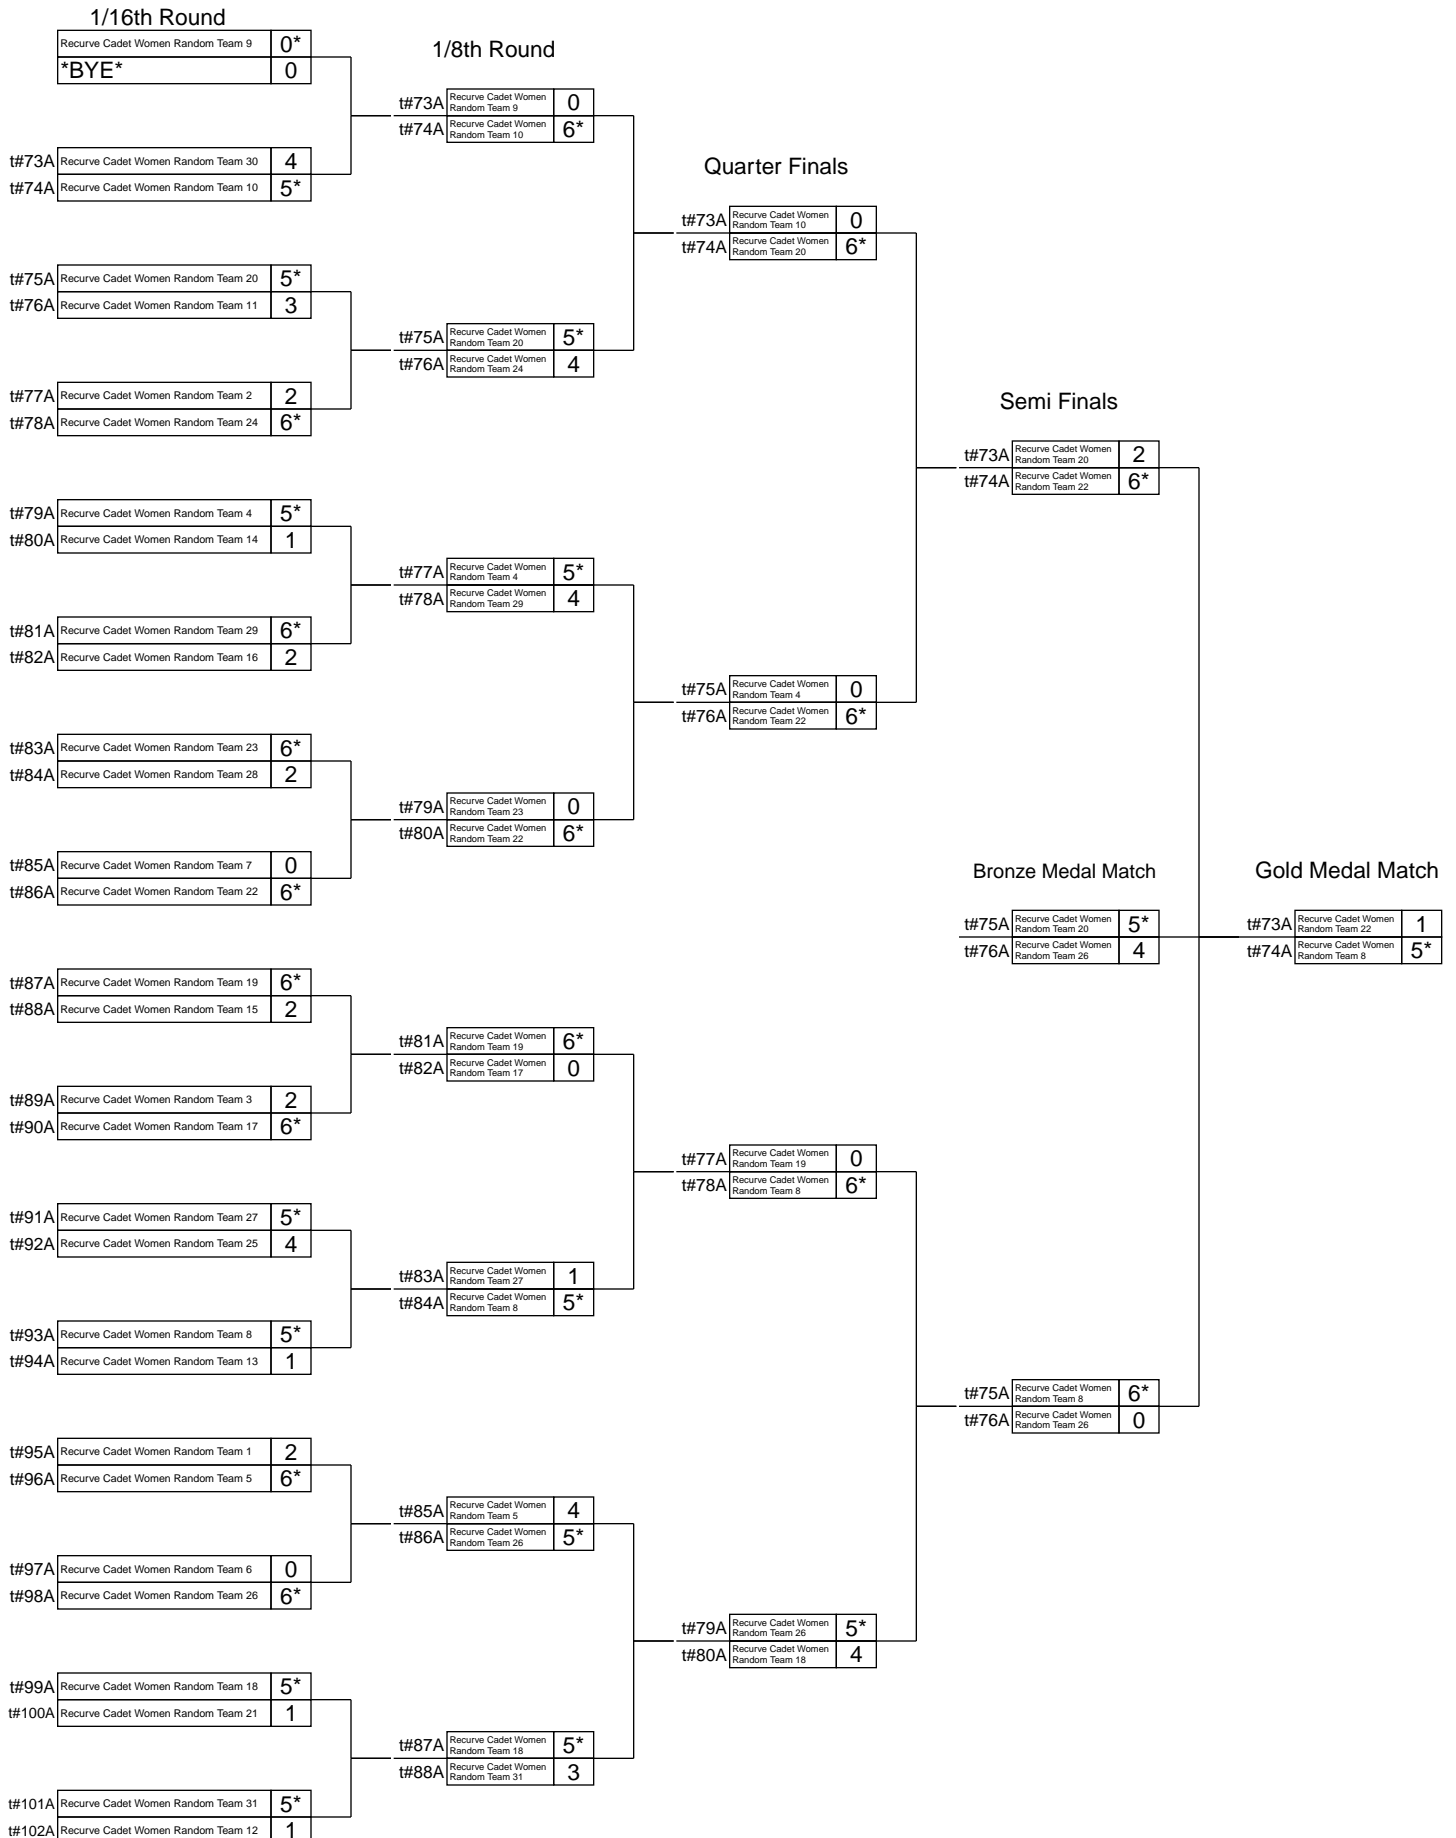 1/16th Round
Recurve Cadet Women Random Team 9 0*
*BYE* 0
t#73A Recurve Cadet Women Random Team 30 4
t#74A Recurve Cadet Women Random Team 10 5*
t#75A Recurve Cadet Women Random Team 20 5*
t#76A Recurve Cadet Women Random Team 11 3
t#77A Recurve Cadet Women Random Team 2 2
t#78A Recurve Cadet Women Random Team 24 6*
t#79A Recurve Cadet Women Random Team 4 5*
t#80A Recurve Cadet Women Random Team 14 1
t#81A Recurve Cadet Women Random Team 29 6*
t#82A Recurve Cadet Women Random Team 16 2
t#83A Recurve Cadet Women Random Team 23 6*
t#84A Recurve Cadet Women Random Team 28 2
t#85A Recurve Cadet Women Random Team 7 0
t#86A Recurve Cadet Women Random Team 22 6*
t#87A Recurve Cadet Women Random Team 19 6*
t#88A Recurve Cadet Women Random Team 15 2
t#89A Recurve Cadet Women Random Team 3 2
t#90A Recurve Cadet Women Random Team 17 6*
t#91A Recurve Cadet Women Random Team 27 5*
t#92A Recurve Cadet Women Random Team 25 4
t#93A Recurve Cadet Women Random Team 8 5*
t#94A Recurve Cadet Women Random Team 13 1
t#95A Recurve Cadet Women Random Team 1 2
t#96A Recurve Cadet Women Random Team 5 6*
t#97A Recurve Cadet Women Random Team 6 0
t#98A Recurve Cadet Women Random Team 26 6*
t#99A Recurve Cadet Women Random Team 18 5*
t#100A Recurve Cadet Women Random Team 21 1
t#101A Recurve Cadet Women Random Team 31 5*
t#102A Recurve Cadet Women Random Team 12 1
1/8th Round
t#73A Recurve Cadet Women
Random Team 9 0
t#74A Recurve Cadet Women
Random Team 10 6*
t#75A Recurve Cadet Women
Random Team 20 5*
t#76A Recurve Cadet Women
Random Team 24 4
t#77A Recurve Cadet Women
Random Team 4 5*
t#78A Recurve Cadet Women
Random Team 29 4
t#79A Recurve Cadet Women
Random Team 23 0
t#80A Recurve Cadet Women
Random Team 22 6*
t#81A Recurve Cadet Women
Random Team 19 6*
t#82A Recurve Cadet Women
Random Team 17 0
t#83A Recurve Cadet Women
Random Team 27 1
t#84A Recurve Cadet Women
Random Team 8 5*
t#85A Recurve Cadet Women
Random Team 5 4
t#86A Recurve Cadet Women
Random Team 26 5*
t#87A Recurve Cadet Women
Random Team 18 5*
t#88A Recurve Cadet Women
Random Team 31 3
Quarter Finals
t#73A Recurve Cadet Women
Random Team 10 0
t#74A Recurve Cadet Women
Random Team 20 6*
t#75A Recurve Cadet Women
Random Team 4 0
t#76A Recurve Cadet Women
Random Team 22 6*
t#77A Recurve Cadet Women
Random Team 19 0
t#78A Recurve Cadet Women
Random Team 8 6*
t#79A Recurve Cadet Women
Random Team 26 5*
t#80A Recurve Cadet Women
Random Team 18 4
Semi Finals
t#73A Recurve Cadet Women
Random Team 20 2
t#74A Recurve Cadet Women
Random Team 22 6*
t#75A Recurve Cadet Women
Random Team 8 6*
t#76A Recurve Cadet Women
Random Team 26 0
Bronze Medal Match
t#75A Recurve Cadet Women
Random Team 20 5*
t#76A Recurve Cadet Women
Random Team 26 4
Gold Medal Match
t#73A Recurve Cadet Women
Random Team 22 1
t#74A Recurve Cadet Women
Random Team 8 5*